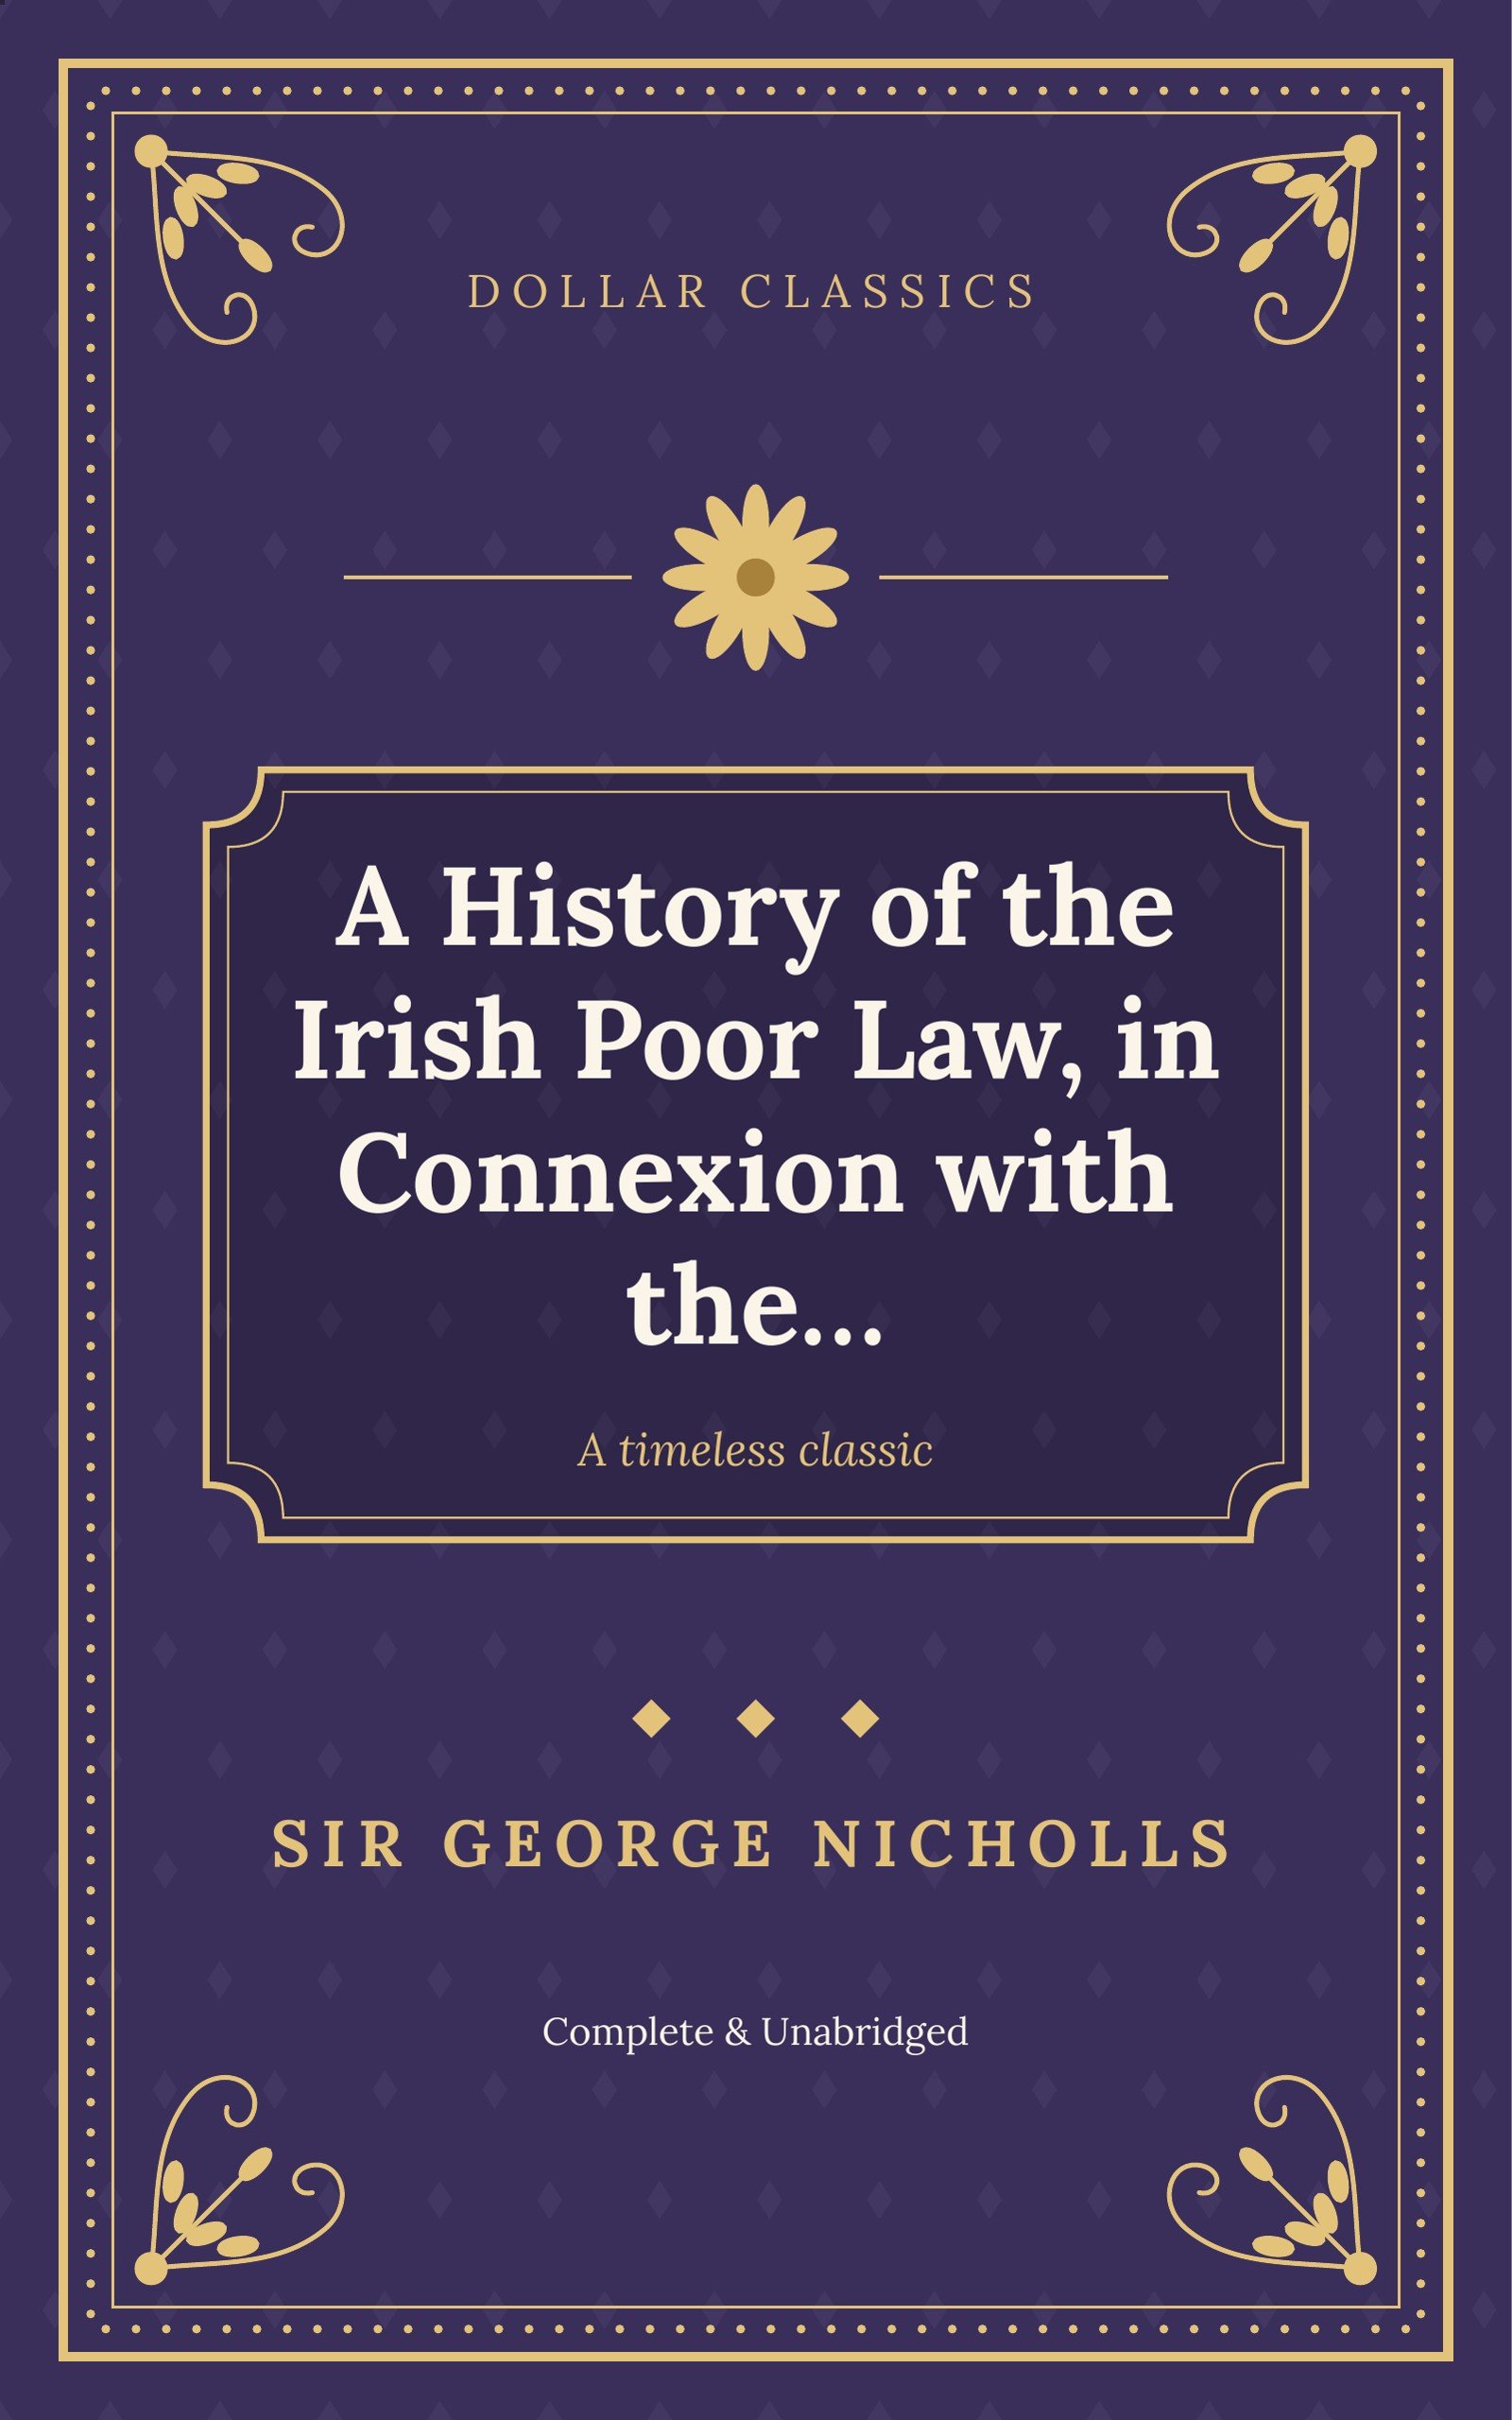 DOLLAR CLASSICS
A History of the
Irish Poor Law, in
Connexion with
the...
A timeless classic
SIR GEORGE NICHOLLS
Complete & Unabridged